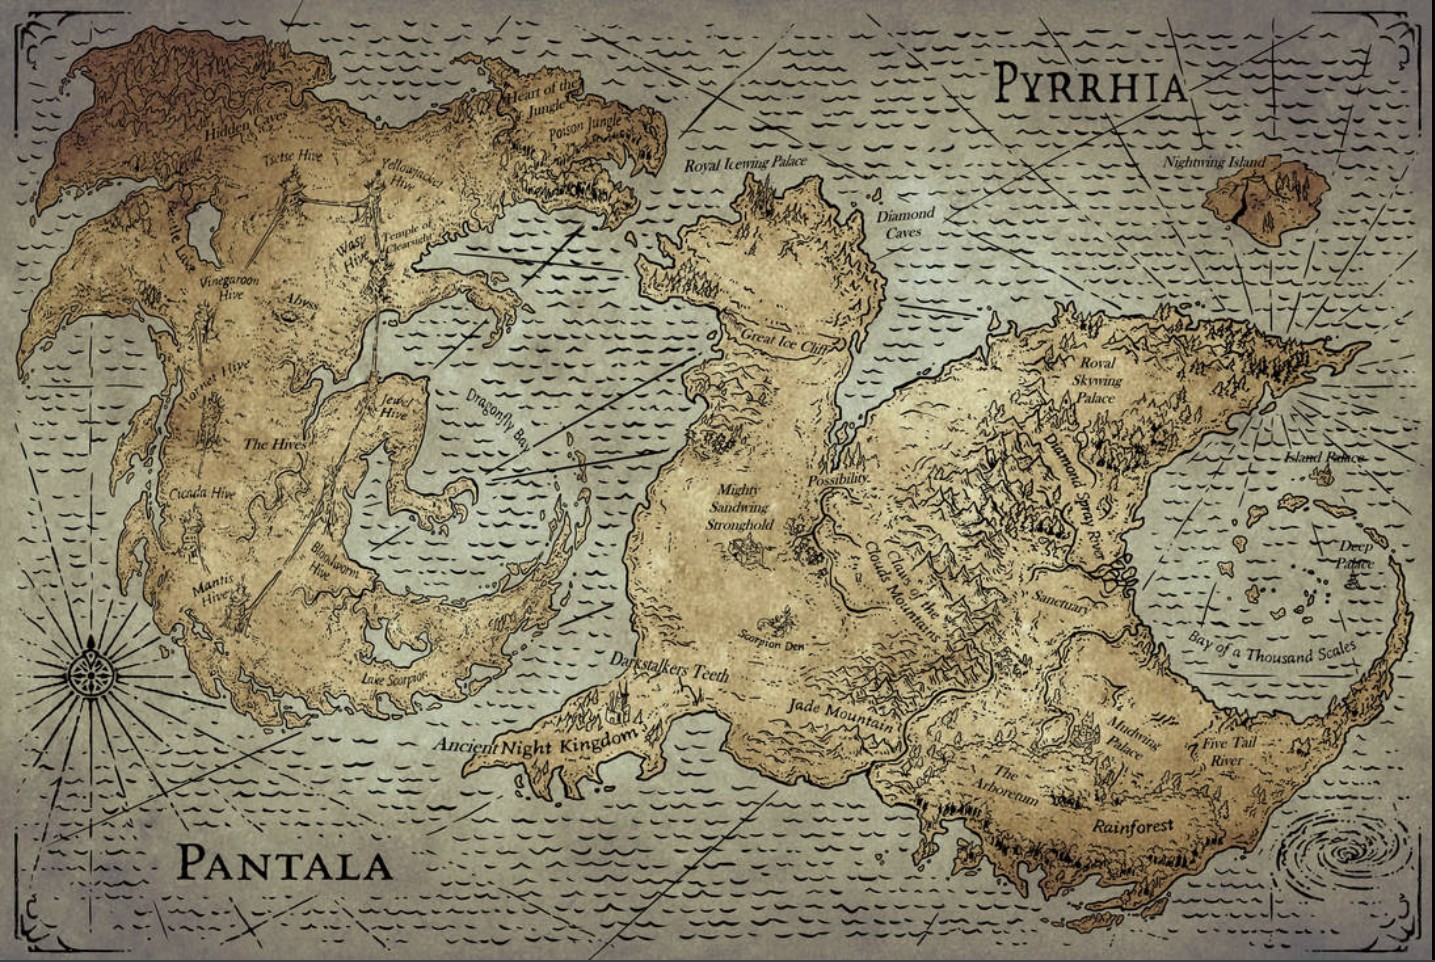 PYRRHIA
Heart of the
Jungle
Poison Jungle
Hidden Caves
Tsetse Hive
Yellowjacket
Hive
Royal Icewing Palace
Nightwing Island
Diamond
Caves
Temple of
Clearsight
Wasp
Hive
Beetle Lake
Vinegaroon
Hive
Abyss
Great Ice Cliff
Royal
Skywing
Palace
Hornet Hive
Jewel
Hive
Dragonfly Bay
The Hives
Diamond Spray River
Island Palace
Possibility
Mighty
Sandwing
Stronghold
Cicada Hive
Deep
Palace
Bloodworm
Hive
Mantis
Hive
Claws of the
Clouds Mountains
Sanctuary
Scorpion Den
Bay of a Thousand Scales
Lake Scorpion
Darkstalkers Teeth
Jade Mountain
Ancient Night Kingdom
Mudwing
Palace
Five Tail
River
The
Arboretum
Rainforest
PANTALA